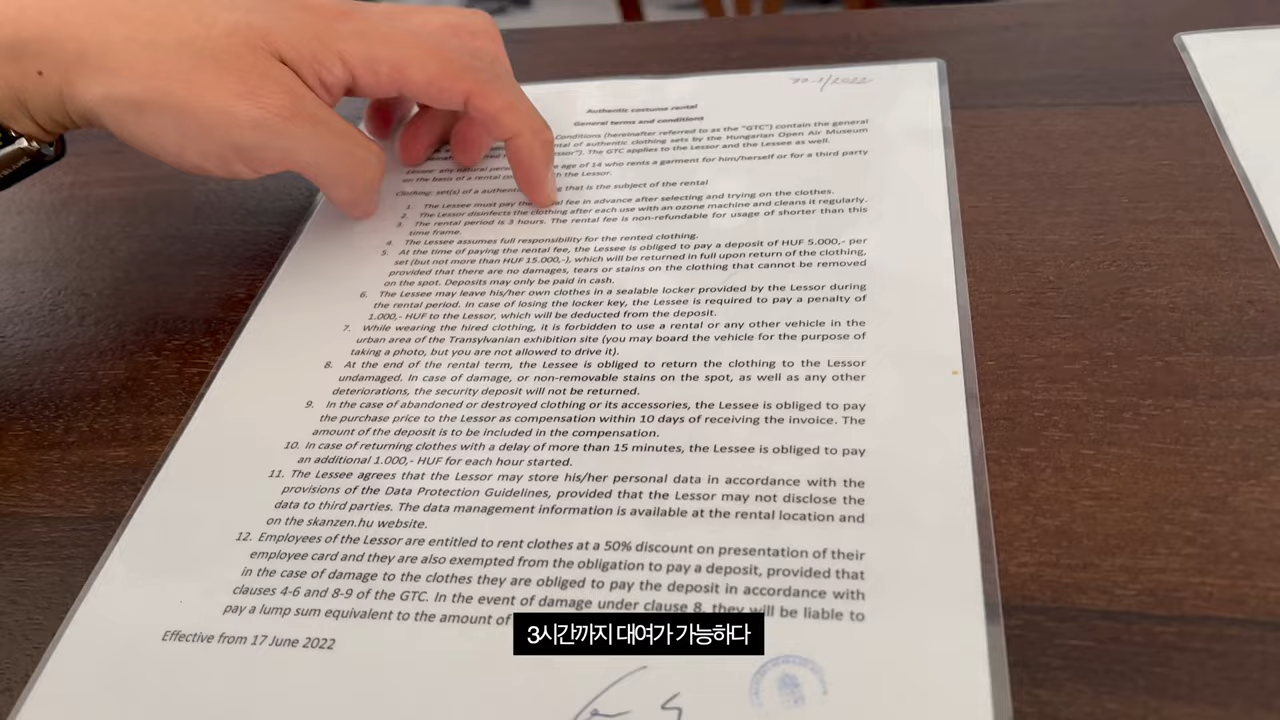 Authentic costume rental
General terms and conditions
Conditions (hereinafter referred to as the "GTC") contain the general
rental of authentic clothing sets by the Hungarian Open Air Museum
The GTC applies to the Lessor and the Lessee as well.
Lessee: any natural age of 14 who rents a garment for him/herself or for a third party
on the basis of a rental the Lessor.
Clothing: set(s) of a that is the subject of the rental
1. The Lessee must pay the fee in advance after selecting and trying on the clothes.
2. The Lessor disinfects the clothing after each use with an ozone machine and cleans it regularly.
3. The rental period is 3 hours. The rental fee is non-refundable for usage of shorter than this
time frame.
4. The Lessee assumes full responsibility for the rented clothing.
5. At the time of paying the rental fee, the Lessee is obliged to pay a deposit of HUF 5.000,- per
set (but not more than HUF 15.000,-), which will be returned in full upon return of the clothing,
provided that there are no damages, tears or stains on the clothing that cannot be removed
on the spot. Deposits may only be paid in cash.
6. The Lessee may leave his/her own clothes in a sealable locker provided by the Lessor during
the rental period. In case of losing the locker key, the Lessee is required to pay a penalty of
1.000,- HUF to the Lessor, which will be deducted from the deposit.
7. While wearing the hired clothing, it is forbidden to use a rental or any other vehicle in the
urban area of the Transylvanian exhibition site (you may board the vehicle for the purpose of
taking a photo, but you are not allowed to drive it).
8. At the end of the rental term, the Lessee is obliged to return the clothing to the Lessor
undamaged. In case of damage, or non-removable stains on the spot, as well as any other
deteriorations, the security deposit will not be returned.
9. In the case of abandoned or destroyed clothing or its accessories, the Lessee is obliged to pay
the purchase price to the Lessor as compensation within 10 days of receiving the invoice. The
amount of the deposit is to be included in the compensation.
10. In case of returning clothes with a delay of more than 15 minutes, the Lessee is obliged to pay
an additional 1.000,- HUF for each hour started.
11. The Lessee agrees that the Lessor may store his/her personal data in accordance with the
provisions of the Data Protection Guidelines, provided that the Lessor may not disclose the
data to third parties. The data management information is available at the rental location and
on the skanzen.hu website.
12. Employees of the Lessor are entitled to rent clothes at a 50% discount on presentation of their
employee card and they are also exempted from the obligation to pay a deposit, provided that
in the case of damage to the clothes they are obliged to pay the deposit in accordance with
clauses 4-6 and 8-9 of the GTC. In the event of damage under clause 8, they will be liable to
pay a lump sum equivalent to the amount of
Effective from 17 June 2022
3시간까지 대여가 가능하다